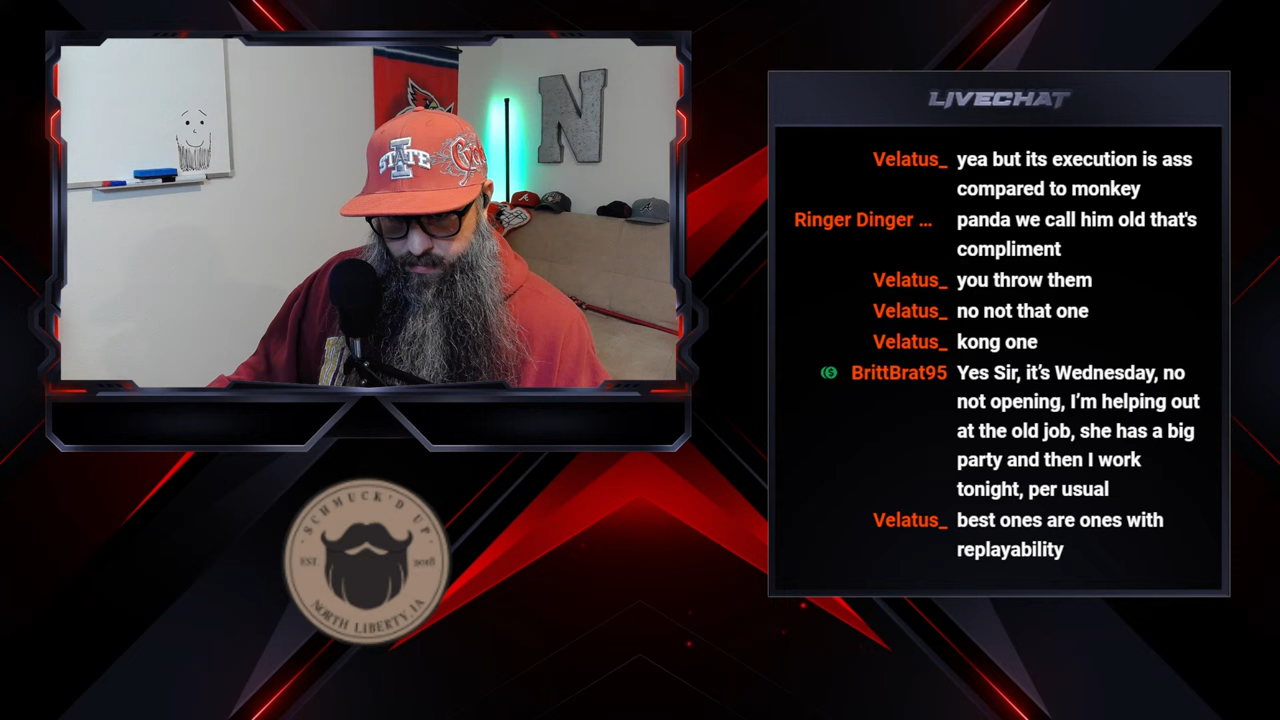 LIVECHAT
Velatus_ yea but its execution is ass
compared to monkey
Ringer Dinger ... panda we call him old that's
compliment
Velatus_ you throw them
Velatus_ no not that one
Velatus_ kong one
BrittBrat95 Yes Sir, it’s Wednesday, no
not opening, I’m helping out
at the old job, she has a big
party and then I work
tonight, per usual
Velatus_ best ones are ones with
replayability
N
STATE
I
Cy
SCHMUCK'D UP
EST. 2018
NORTH LIBERTY, IA